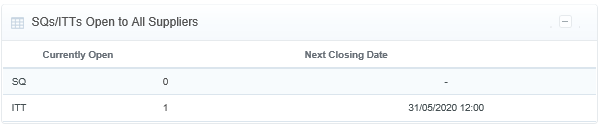 SQs/ITTs Open to All Suppliers
Currently Open Next Closing Date
SQ 0 -
ITT 1 31/05/2020 12:00